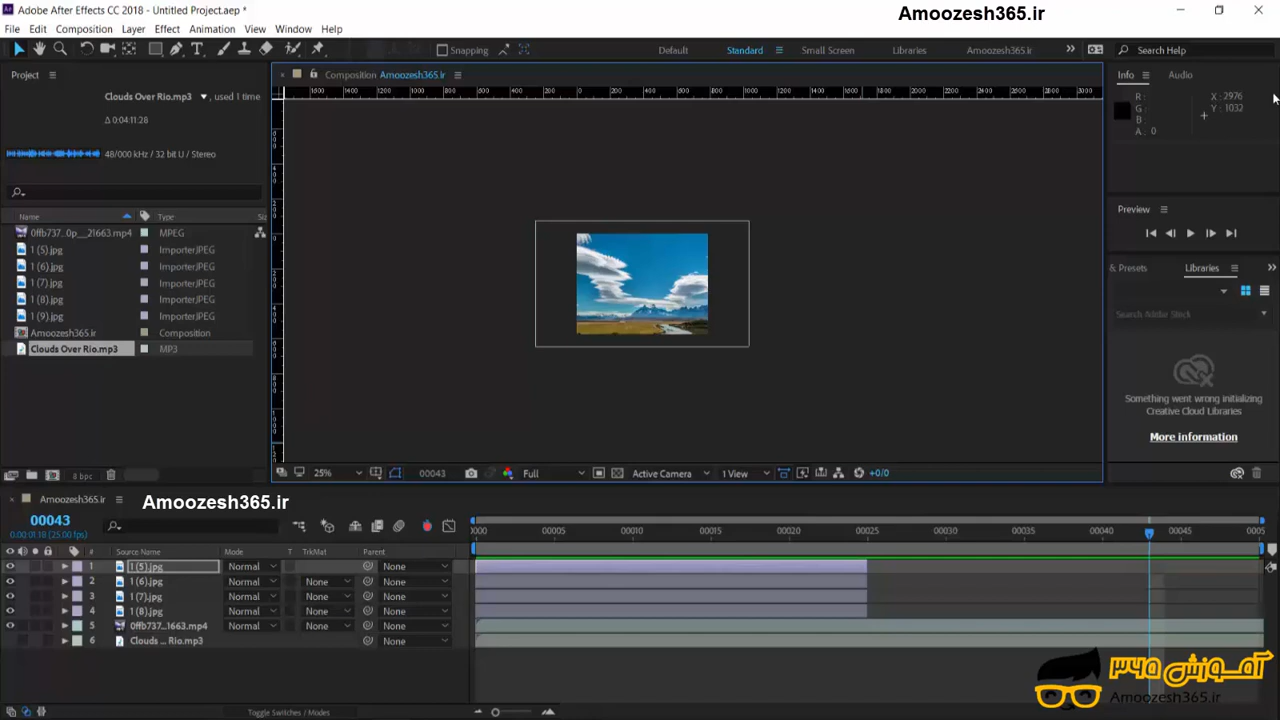 Adobe After Effects CC 2018 - Untitled Project.aep *
Amoozesh365.ir
File Edit Composition Layer Effect Animation View Window Help
Snapping Default Standard Small Screen Libraries Amoozesh365.ir Search Help
Project
Composition Amoozesh365.ir
Info Audio
Clouds Over Rio.mp3 , used 1 time
Δ 0:04:11:28
48/000 kHz / 32 bit U / Stereo
R :
G :
B :
A : 0
X : 2976
Y : 1032
Preview
Name Type Si
0ffb737...0p__21663.mp4 MPEG
1 (5).jpg ImporterJPEG
1 (6).jpg ImporterJPEG
1 (7).jpg ImporterJPEG
1 (8).jpg ImporterJPEG
1 (9).jpg ImporterJPEG
Amoozesh365.ir Composition
Clouds Over Rio.mp3 MP3
& Presets Libraries
Search Adobe Stock
Something went wrong initializing
Creative Cloud Libraries
More information
8 bpc
25% 00043 Full Active Camera 1 View +0/0
Amoozesh365.ir
Amoozesh365.ir
00043
0:00:01:18 (25.00 fps)
0000 00005 00010 00015 00020 00025 00030 00035 00040 00045 0005
# Source Name Mode T TrkMat Parent
1 1 (5).jpg Normal None
2 1 (6).jpg Normal None None
3 1 (7).jpg Normal None None
4 1 (8).jpg Normal None None
5 0ffb737...1663.mp4 Normal None None
6 Clouds ... Rio.mp3 None
Toggle Switches / Modes
آموزش ۳۶۵
Amoozesh365.ir